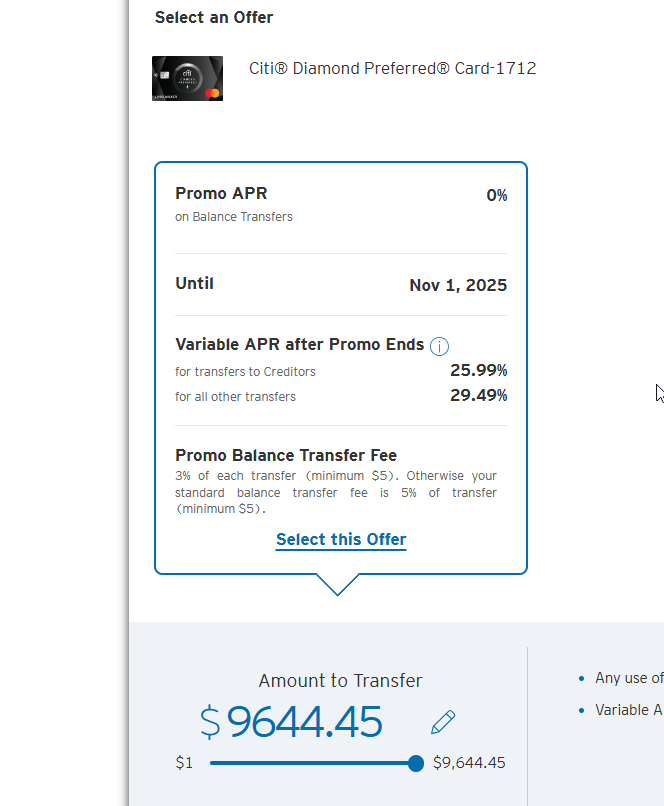 Select an Offer
citi
Citi® Diamond Preferred® Card-1712
Promo APR
0%
on Balance Transfers
Until
Nov 1, 2025
Variable APR after Promo Ends
for transfers to Creditors
25.99%
for all other transfers
29.49%
Promo Balance Transfer Fee
3% of each transfer (minimum $5). Otherwise your
standard balance transfer fee is 5% of transfer
(minimum $5).
Select this Offer
Amount to Transfer
$9644.45
$1
$9,644.45
• Any use of
• Variable A